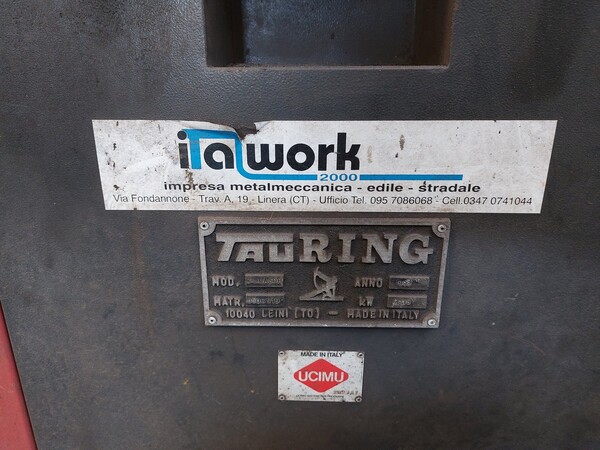 itawork
2000
impresa metalmeccanica - edile - stradale
Via Fondannone - Trav. A, 19 - Linera (CT) - Ufficio Tel. 095 7086068 - Cell. 0347 0741044
TAURING
MOD. ANNO
MATR. KW
10040 LEINI (TO) - MADE IN ITALY
MADE IN ITALY
UCIMU